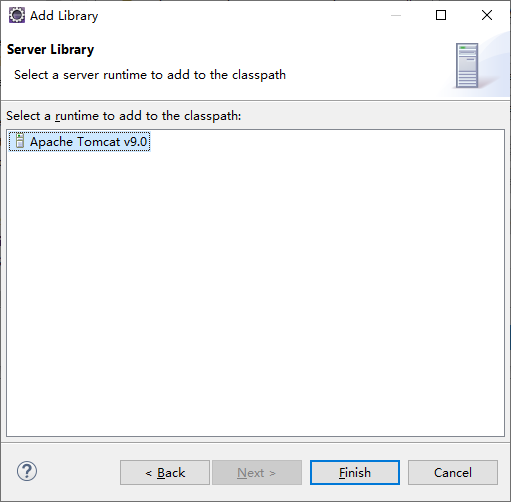 Add Library
Server Library
Select a server runtime to add to the classpath
Select a runtime to add to the classpath:
Apache Tomcat v9.0
?
< Back
Next >
Finish
Cancel